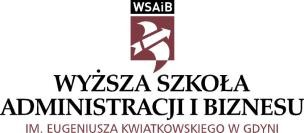 WSAiB
WYŻSZA SZKOŁA
ADMINISTRACJI I BIZNESU
IM. EUGENIUSZA KWIATKOWSKIEGO W GDYNI